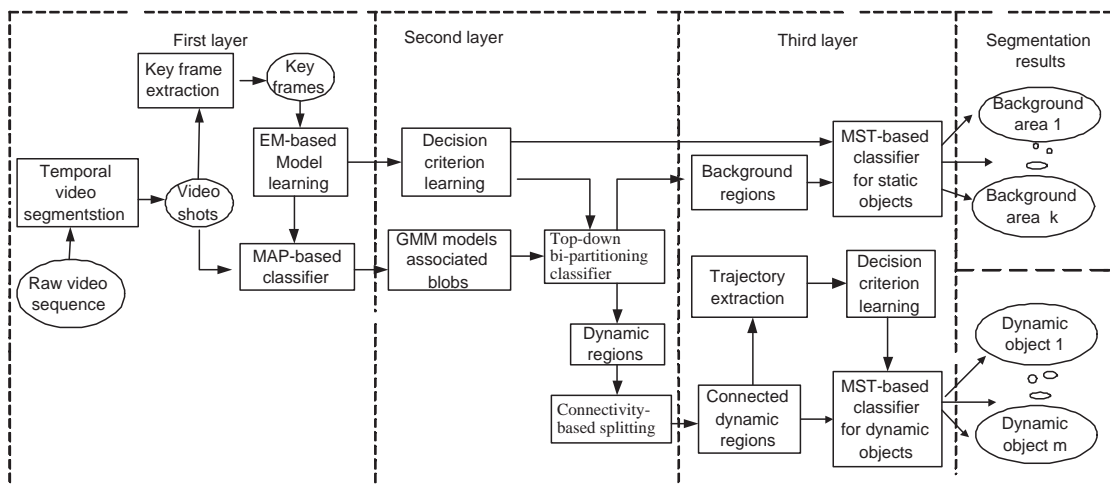 First layer
Second layer
Third layer
Segmentation
results
Key frame
extraction
Key
frames
EM-based
Model
learning
Temporal
video
segmentstion
Video
shots
MAP-based
classifier
Raw video
sequence
Decision
criterion
learning
GMM models
associated
blobs
Top-down
bi-partitioning
classifier
Dynamic
regions
Connectivity-
based splitting
Background
regions
MST-based
classifier
for static
objects
Trajectory
extraction
Decision
criterion
learning
Connected
dynamic
regions
MST-based
classifier
for dynamic
objects
Background
area 1
Background
area k
Dynamic
object 1
Dynamic
object m